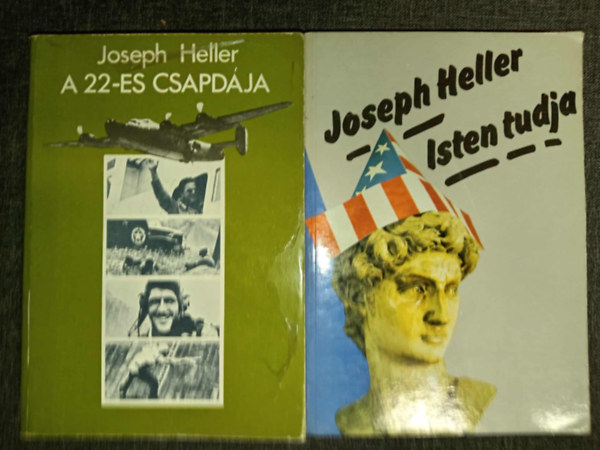 Joseph Heller
A 22-ES CSAPDÁJA
Joseph Heller
Isten tudja